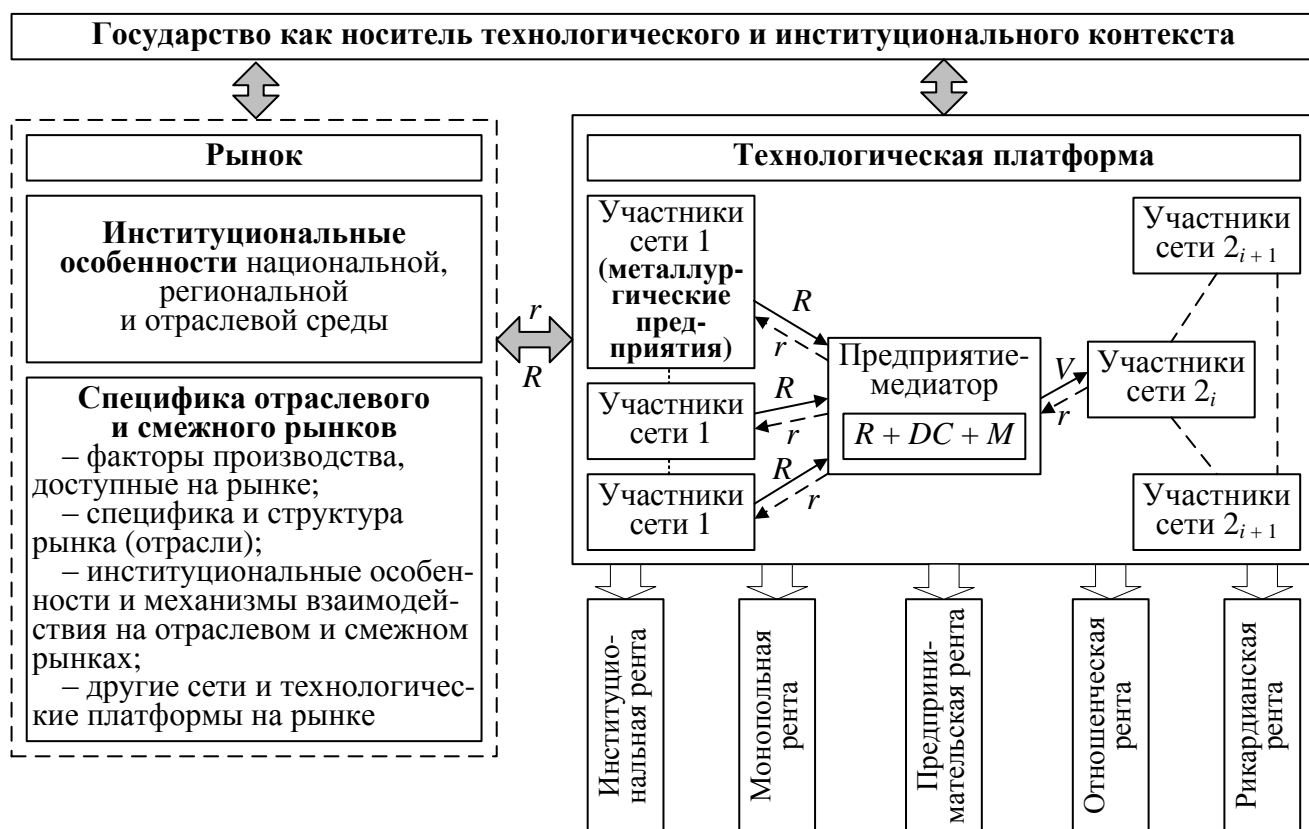 Государство как носитель технологического и институционального контекста
Рынок
Институциональные
особенности национальной,
региональной
и отраслевой среды
Специфика отраслевого
и смежного рынков
– факторы производства,
доступные на рынке;
– специфика и структура
рынка (отрасли);
– институциональные особен-
ности и механизмы взаимодей-
ствия на отраслевом и смежном
рынках;
– другие сети и технологичес-
кие платформы на рынке
r
R
Технологическая платформа
Участники
сети 1
(металлур-
гические
пред-
приятия)
Участники
сети 1
Участники
сети 1
R
r
R
r
R
r
Предприятие-
медиатор
R + DC + M
V
r
Участники
сети 2i + 1
Участники
сети 2i
Участники
сети 2i + 1
Институцио-
нальная рента
Монопольная
рента
Предприни-
мательская рента
Отношенческая
рента
Рикардианская
рента